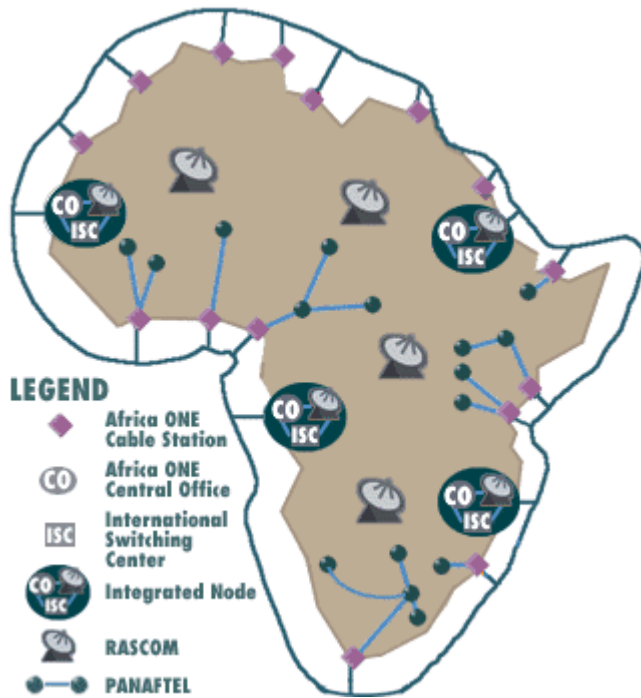 CO
ISC
CO
ISC
CO
ISC
CO
ISC
LEGEND
Africa ONE
Cable Station
CO
Africa ONE
Central Office
ISC
International
Switching
Center
CO
ISC
Integrated Node
RASCOM
PANAFTEL